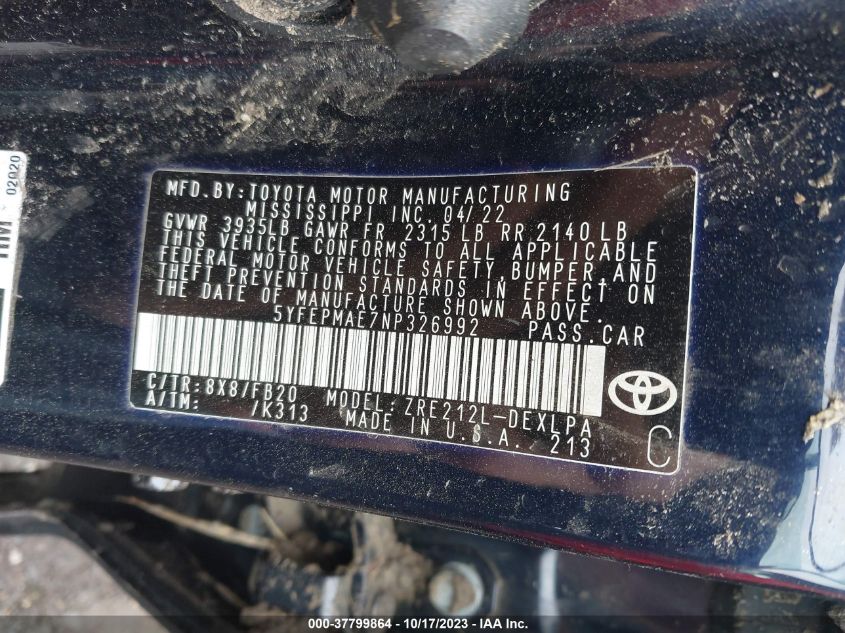 02020
MFD.BY:TOYOTA MOTOR MANUFACTURING
MISSISSIPPI INC. 04/22
GVWR 3935LB GAWR FR 2315 LB RR 2140 LB
THIS VEHICLE CONFORMS TO ALL APPLICABLE
FEDERAL MOTOR VEHICLE SAFETY,BUMPER,AND
THEFT PREVENTION STANDARDS IN EFFECT ON
THE DATE OF MANUFACTURE SHOWN ABOVE.
5YFEPMAE7NP326992 PASS.CAR
C/TR:8X8/FB20 MODEL:ZRE212L-DEXLPA
A/TM: /K313 MADE IN U.S.A. 213
C
000-37799864 - 10/17/2023 - IAA Inc.